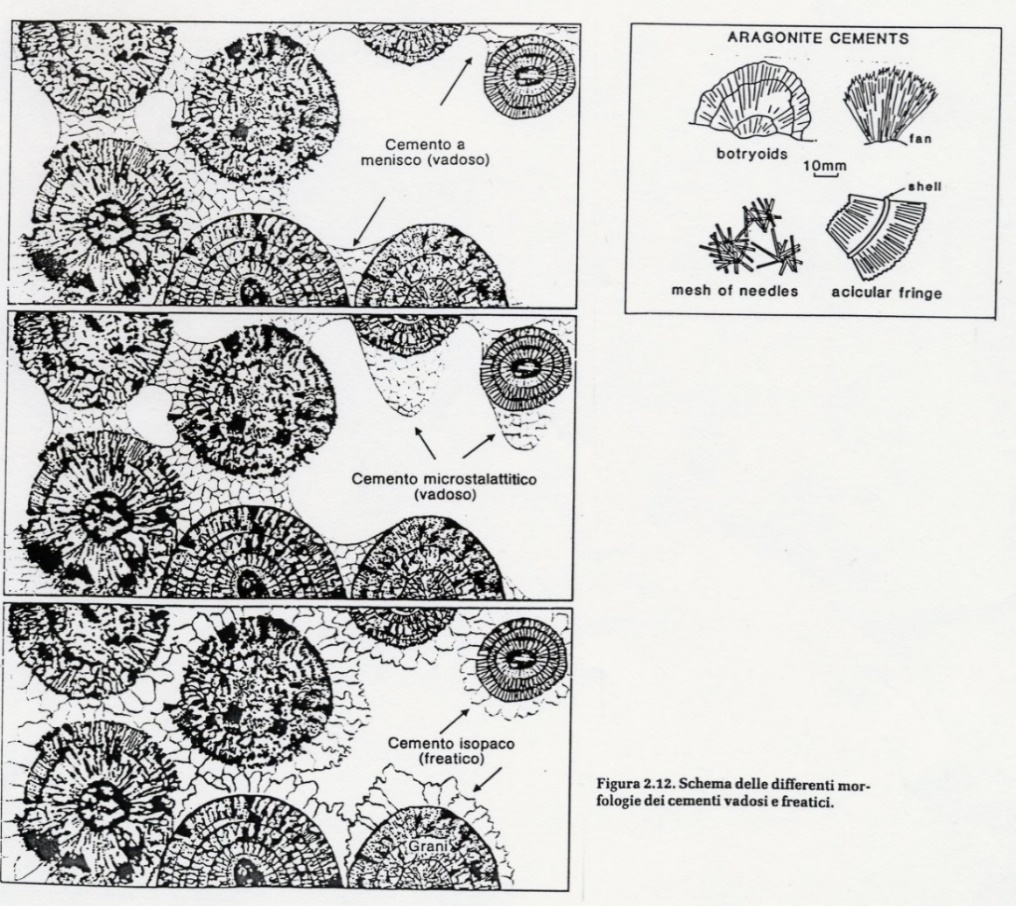 Cemento a
menisco (vadoso)
Cemento microstalattitico
(vadoso)
Cemento isopaco
(freatico)
Grani
ARAGONITE CEMENTS
botryoids
fan
10mm
shell
mesh of needles
acicular fringe
Figura 2.12. Schema delle differenti mor-
fologie dei cementi vadosi e freatici.